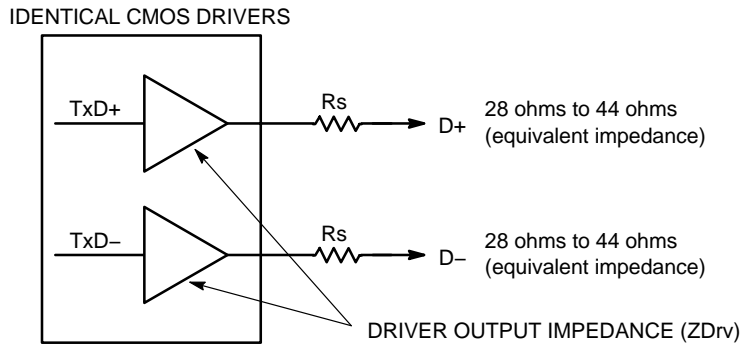 IDENTICAL CMOS DRIVERS
TxD+
Rs
D+
28 ohms to 44 ohms
(equivalent impedance)
TxD−
Rs
D−
28 ohms to 44 ohms
(equivalent impedance)
DRIVER OUTPUT IMPEDANCE (ZDrv)